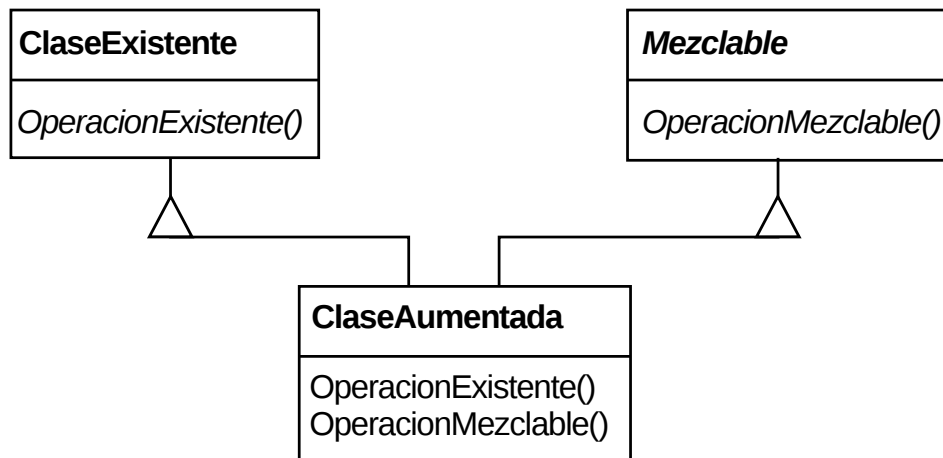 ClaseExistente
OperacionExistente()
Mezclable
OperacionMezclable()
ClaseAumentada
OperacionExistente()
OperacionMezclable()